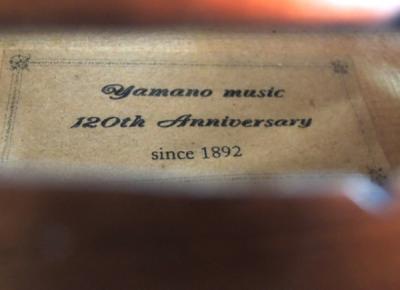 Yamano music
120th Anniversary
since 1892